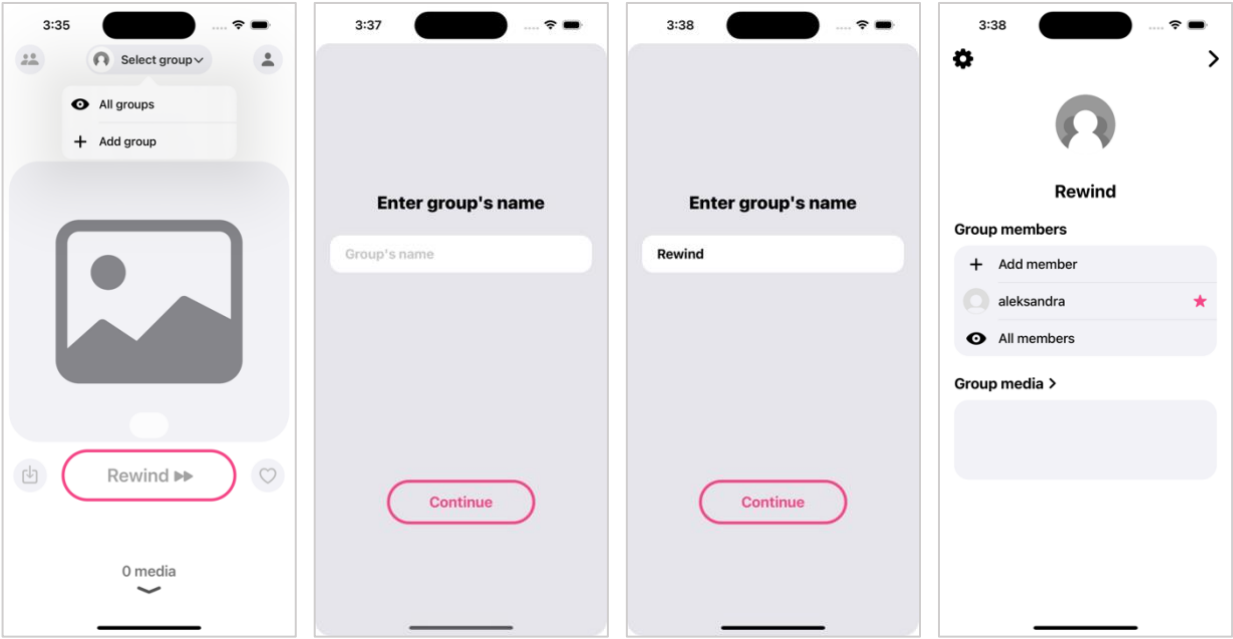 3:35
Select group
All groups
Add group
Rewind
0 media
3:37
Enter group's name
Group's name
Continue
3:38
Enter group's name
Rewind
Continue
3:38
Rewind
Group members
Add member
aleksandra
All members
Group media